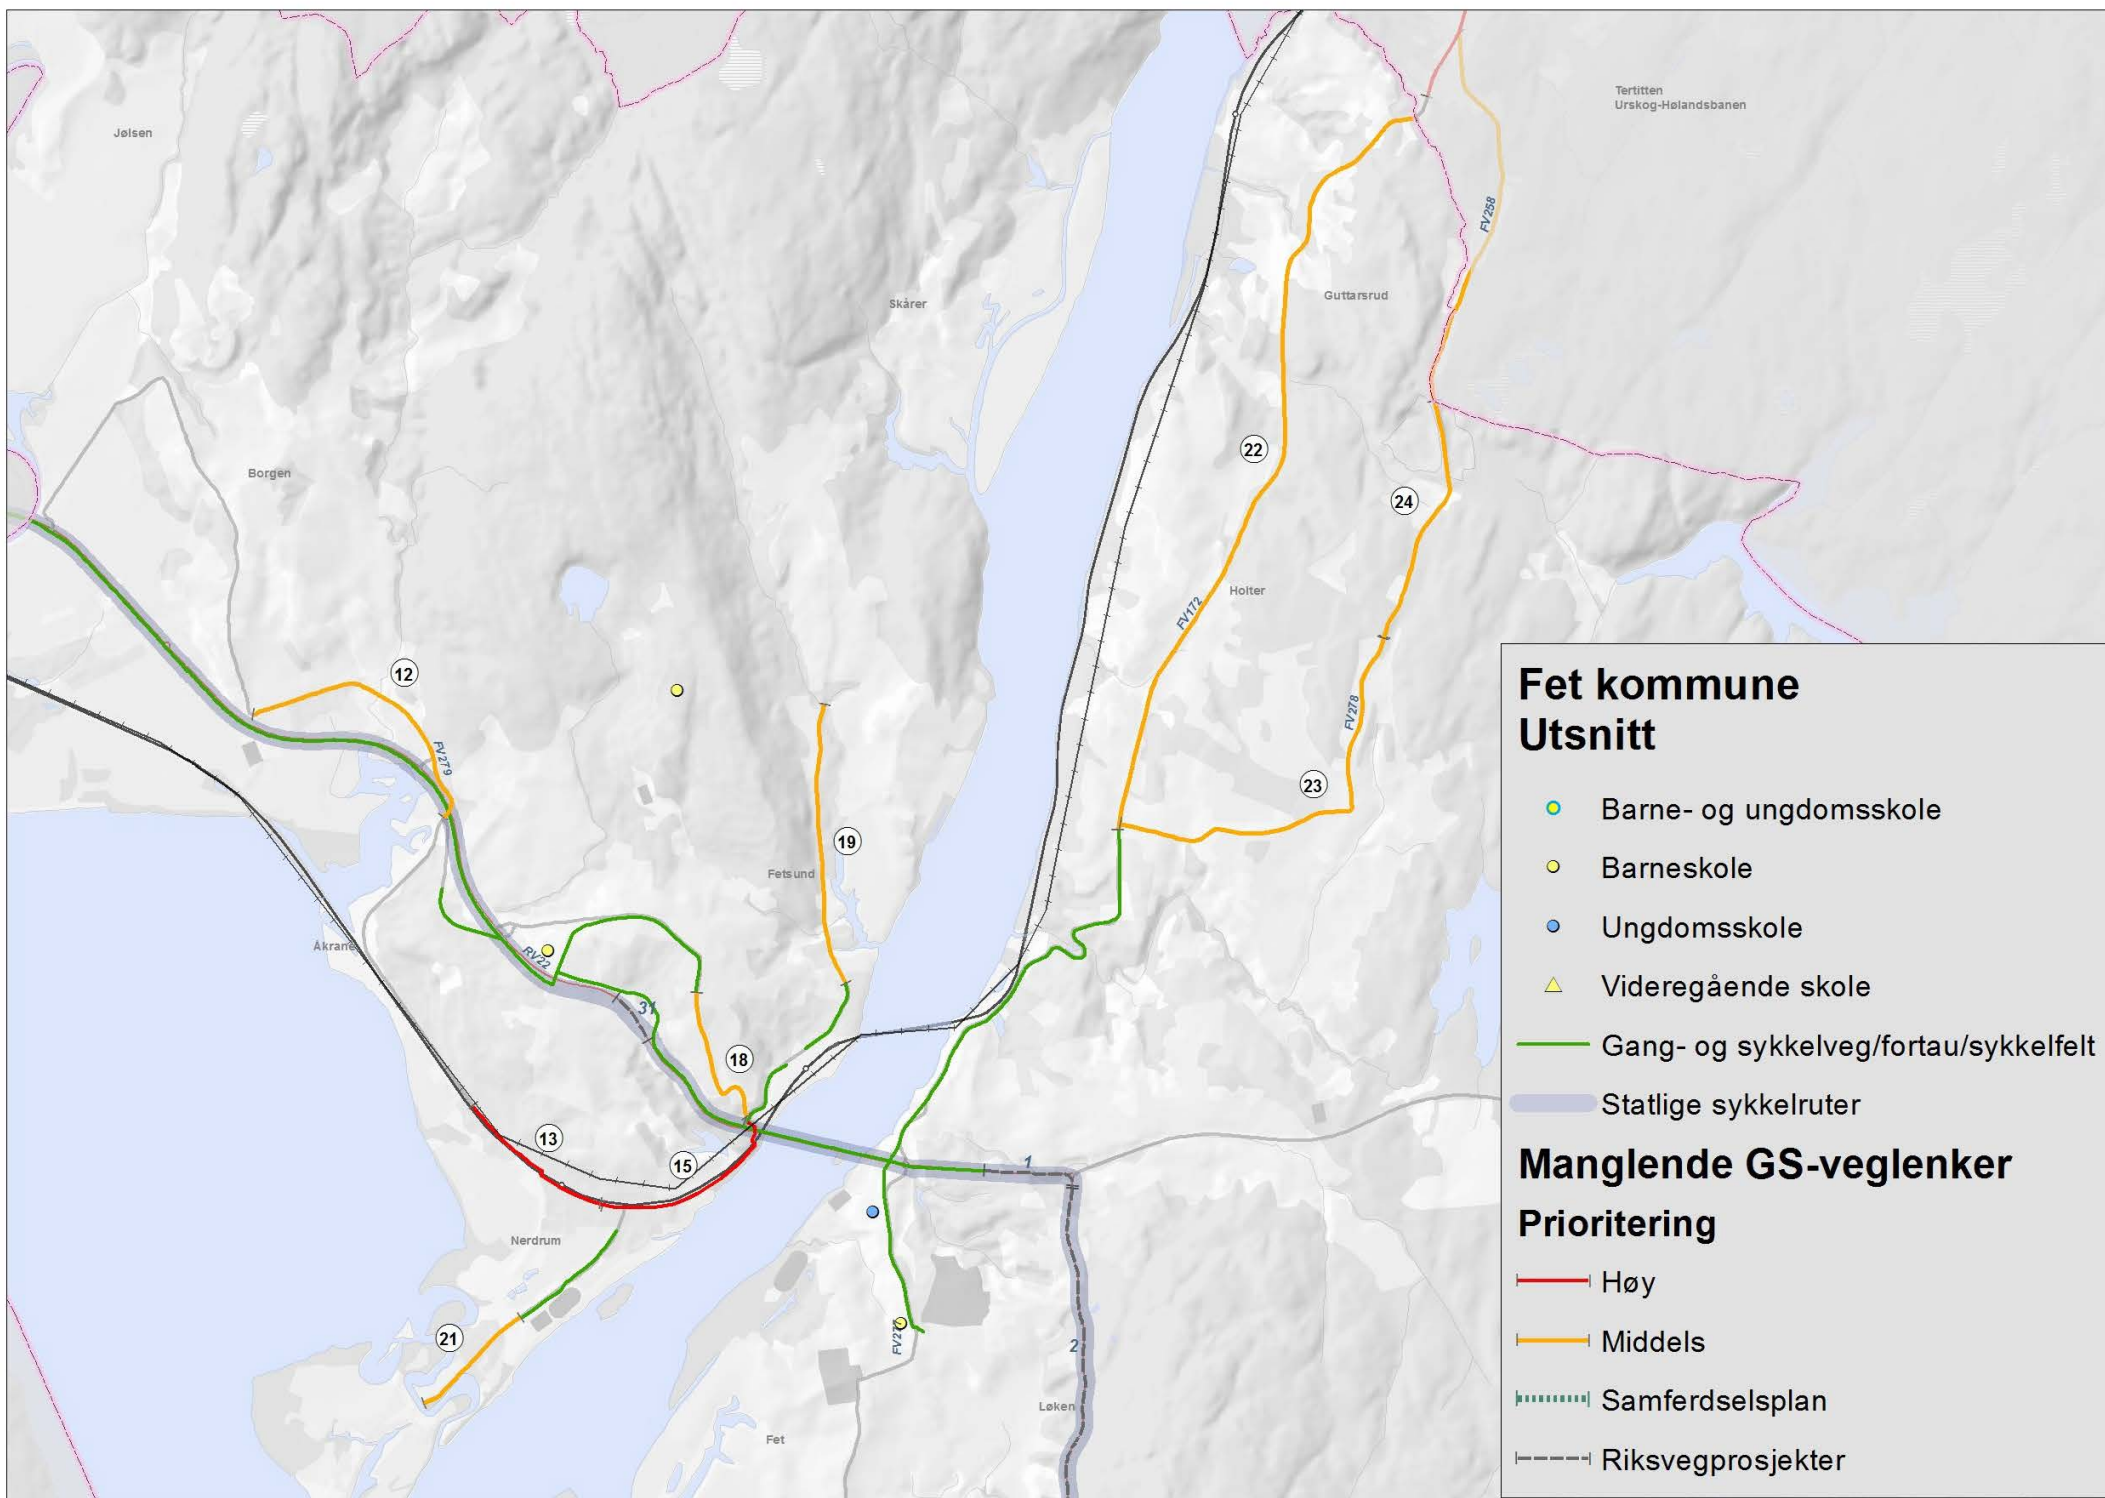 Tertitten
Urskog-Hølandsbanen
Jølsen
FV258
Guttarsrud
Skårer
22
Borgen
24
Holter
FV172
12
FV278
FV279
23
19
Fetsund
Åkrane
RV22
31
18
13
15
1
Nerdrum
21
FV27
2
Løken
Fet
Fet kommune
Utsnitt
Barne- og ungdomsskole
Barneskole
Ungdomsskole
Videregående skole
Gang- og sykkelveg/fortau/sykkelfelt
Statlige sykkelruter
Manglende GS-veglenker
Prioritering
Høy
Middels
Samferdselsplan
Riksvegprosjekter